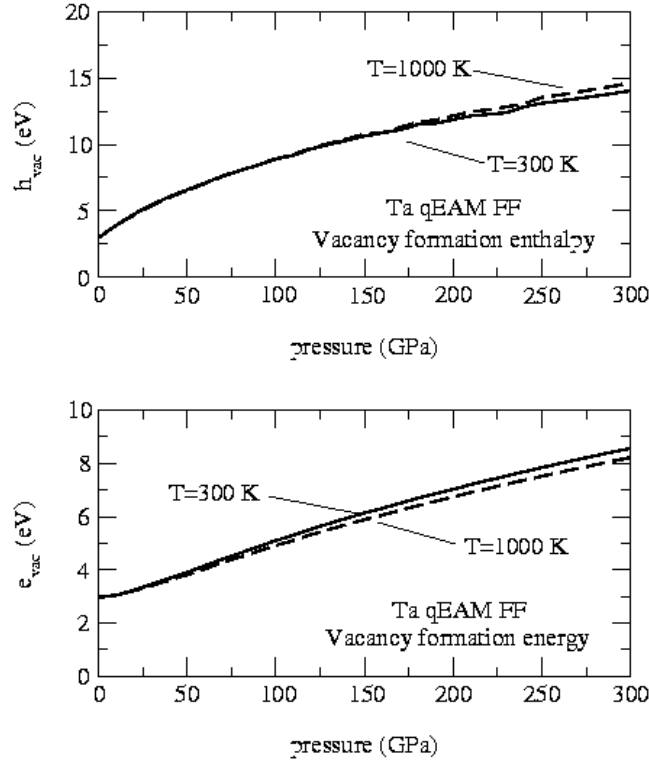 20
15
10
5
0
h_vac (eV)
T=1000 K
T=300 K
Ta qEAM FF
Vacancy formation enthalpy
0 50 100 150 200 250 300
pressure (GPa)
10
8
6
4
2
0
e_vac (eV)
T=300 K
T=1000 K
Ta qEAM FF
Vacancy formation energy
0 50 100 150 200 250 300
pressure (GPa)